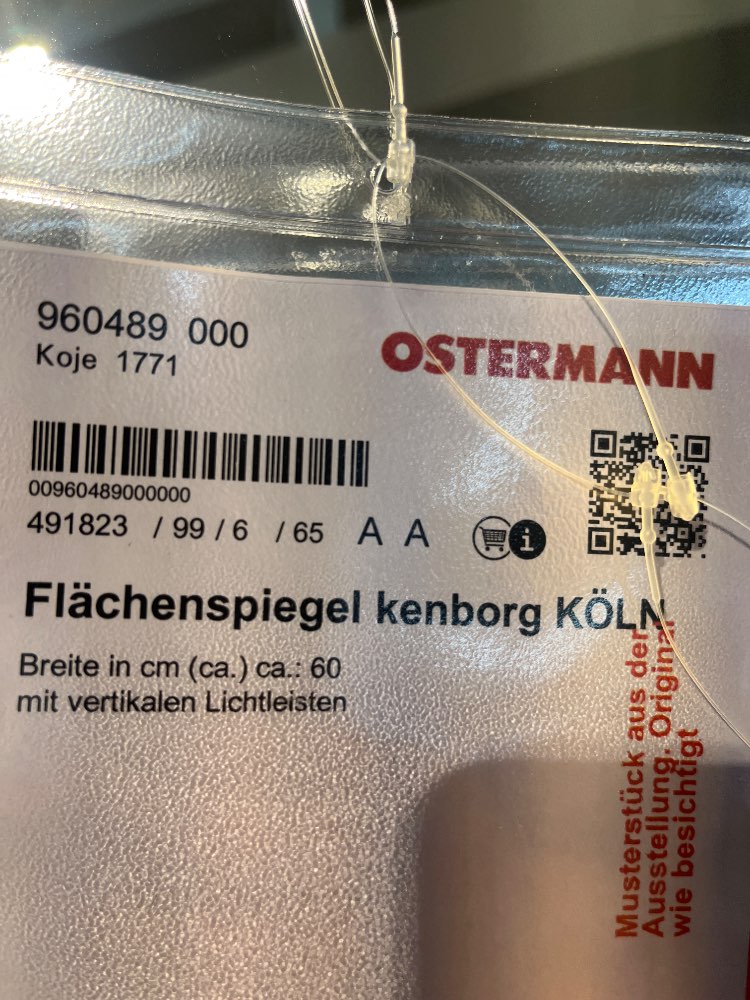 960489 000
Koje 1771
OSTERMANN
00960489000000
491823 / 99 / 6 / 65 A A
i
Flächenspiegel kenborg KÖLN
Breite in cm (ca.) ca.: 60
mit vertikalen Lichtleisten
Musterstück aus der
Ausstellung. Original
wie besichtigt